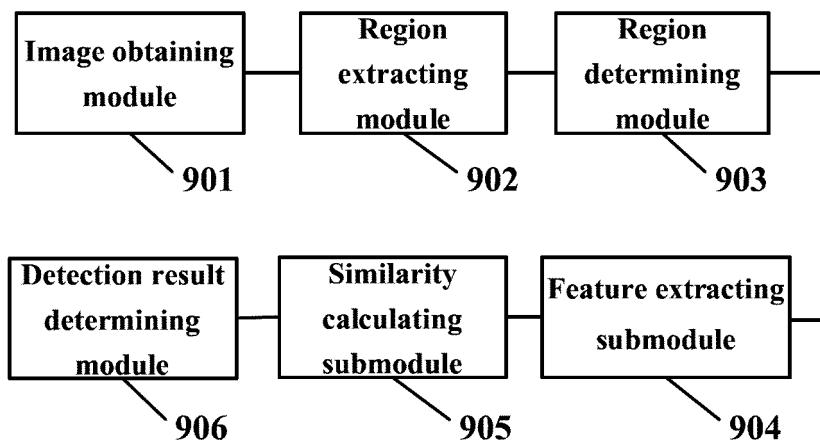 Image obtaining
module
901
Region
extracting
module
902
Region
determining
module
903
Detection result
determining
module
906
Similarity
calculating
submodule
905
Feature extracting
submodule
904